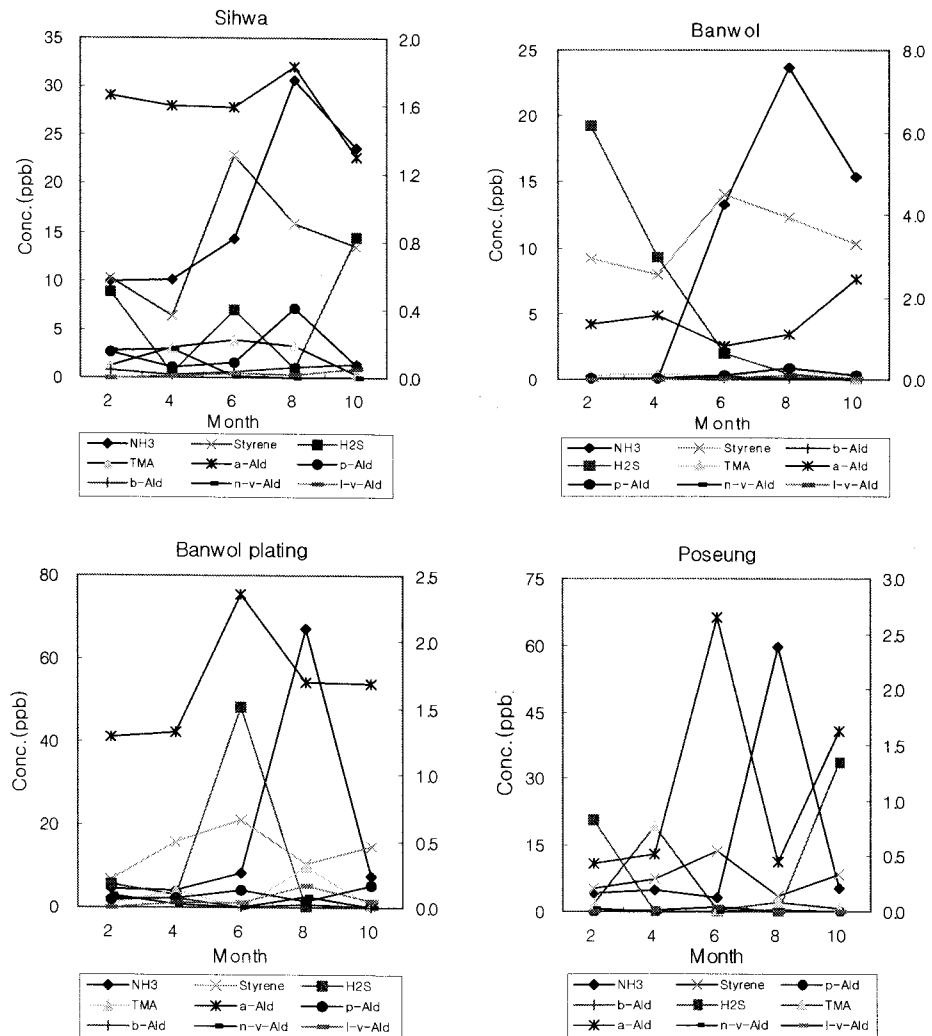 Sihwa
35
30
25
20
15
10
5
0
2.0
1.6
1.2
0.8
0.4
0.0
Conc.(ppb)
2 4 6 8 10
Month
NH3 Styrene H2S
TMA a-Ald p-Ald
b-Ald n-v-Ald l-v-Ald
Banwol
25
20
15
10
5
0
8.0
6.0
4.0
2.0
0.0
Conc.(ppb)
2 4 6 8 10
Month
NH3 Styrene b-Ald
H2S TMA a-Ald
p-Ald n-v-Ald l-v-Ald
Banwol plating
80
60
40
20
0
2.5
2.0
1.5
1.0
0.5
0.0
Conc.(ppb)
2 4 6 8 10
Month
NH3 Styrene H2S
TMA a-Ald p-Ald
b-Ald n-v-Ald l-v-Ald
Poseung
75
60
45
30
15
0
3.0
2.5
2.0
1.5
1.0
0.5
0.0
Conc.(ppb)
2 4 6 8 10
Month
NH3 Styrene p-Ald
b-Ald H2S TMA
a-Ald n-v-Ald l-v-Ald